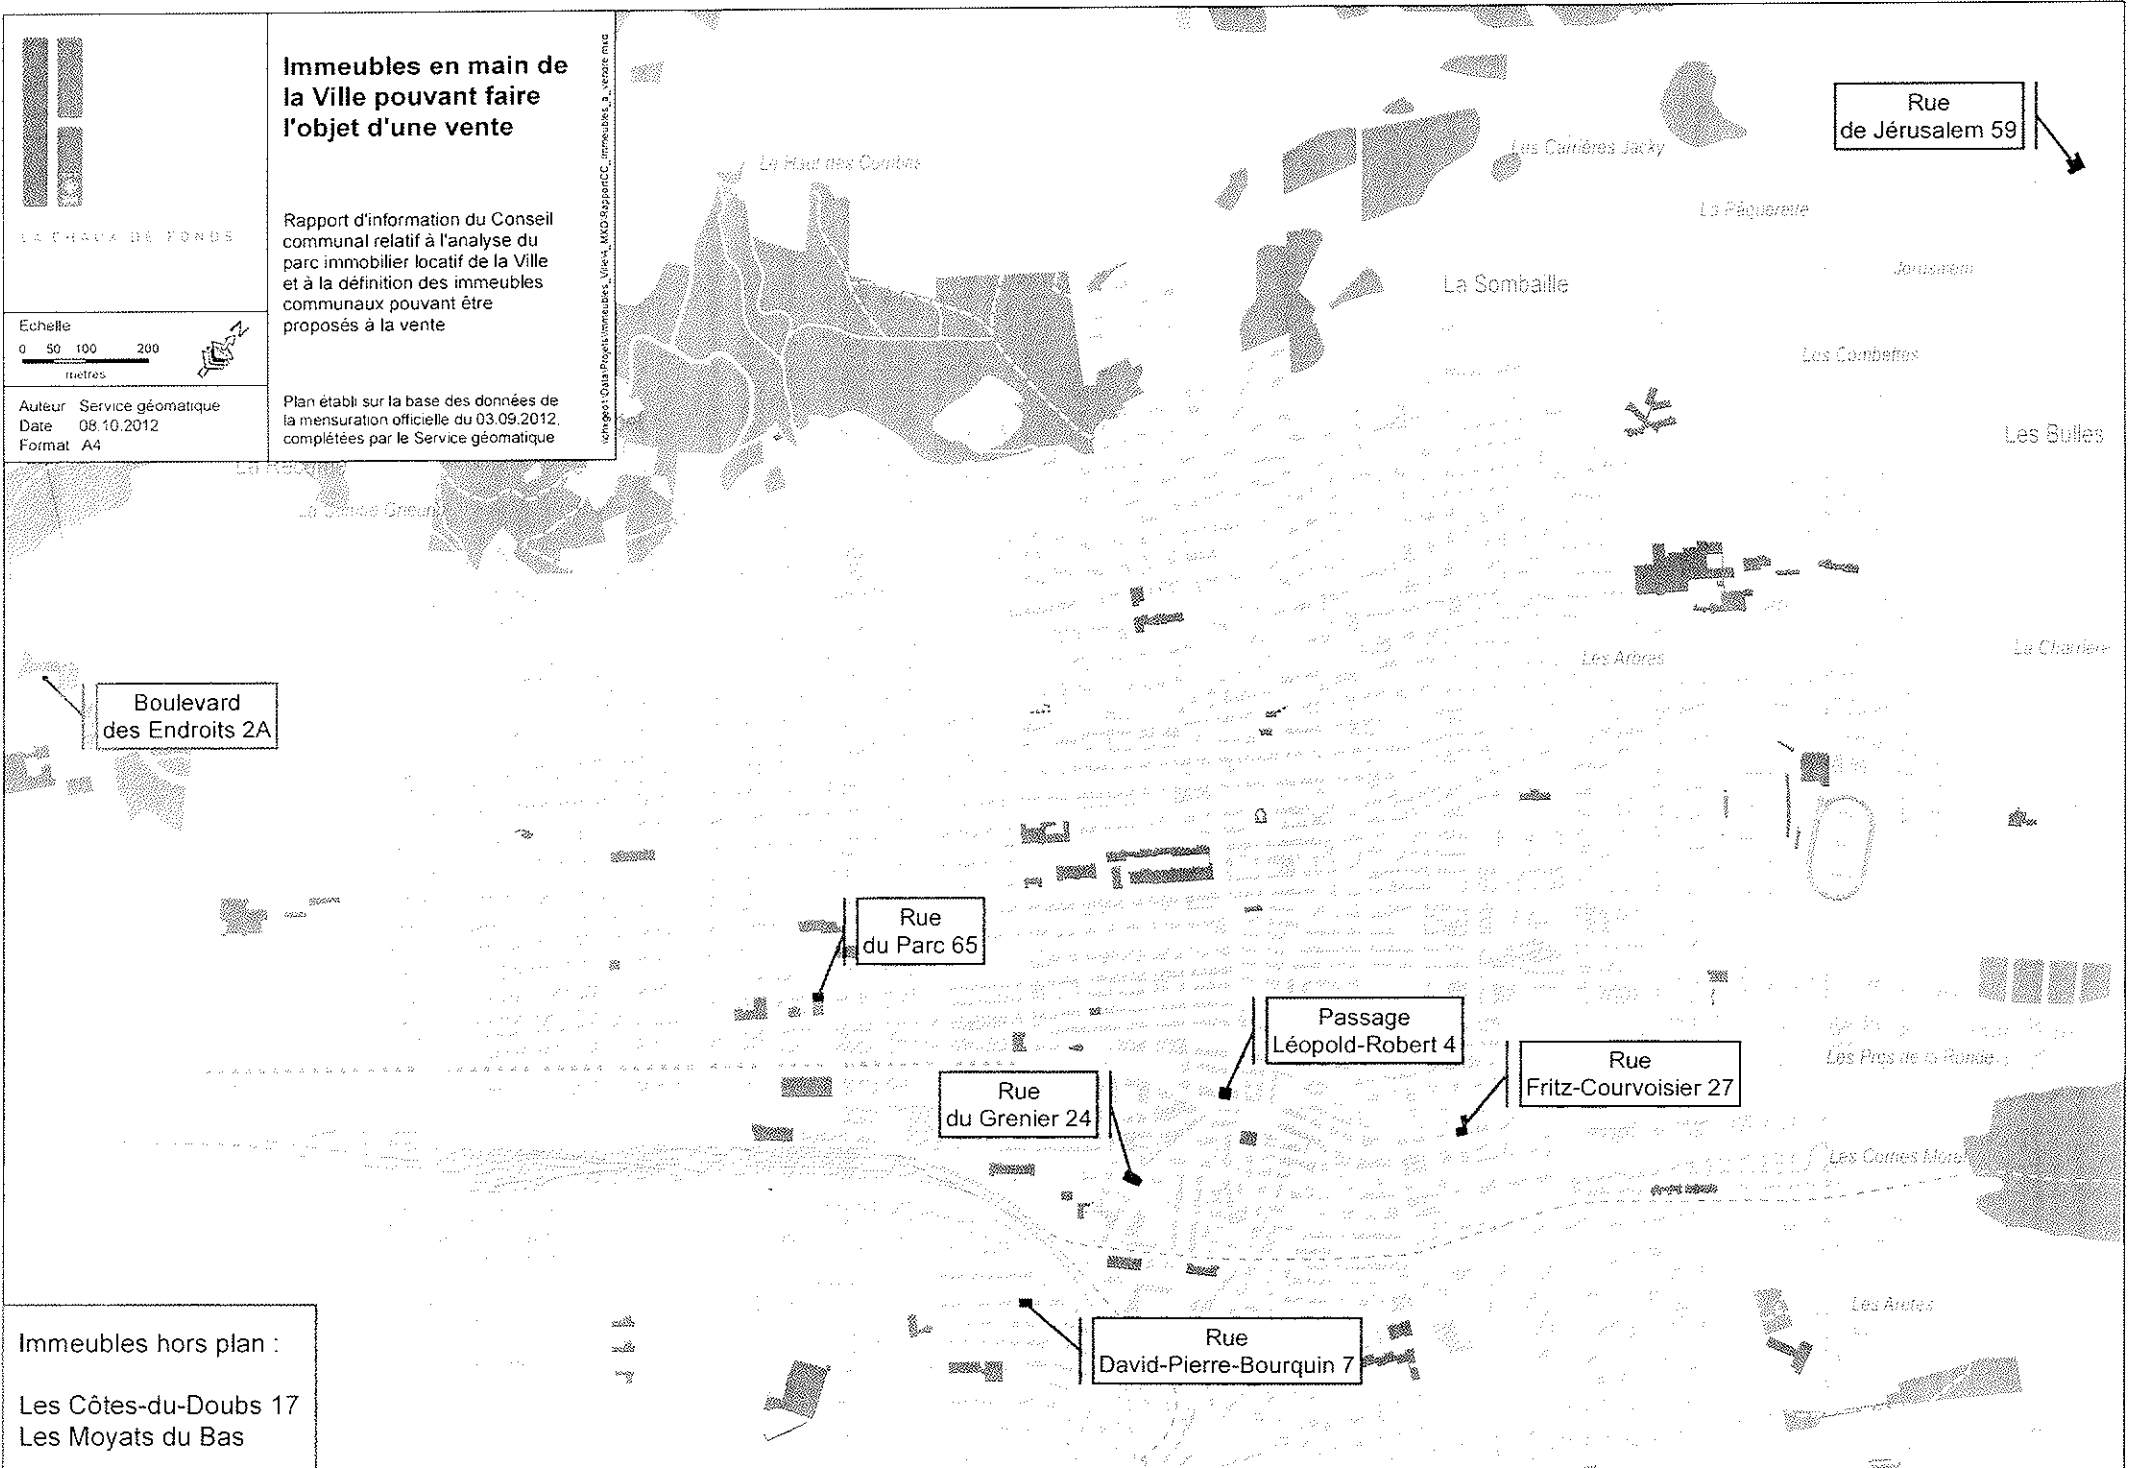 LA CHAUX DE FONDS
Immeubles en main de
la Ville pouvant faire
l'objet d'une vente
Rapport d'information du Conseil
communal relatif à l'analyse du
parc immobilier locatif de la Ville
et à la définition des immeubles
communaux pouvant être
proposés à la vente
Plan établi sur la base des données de
la mensuration officielle du 03.09.2012,
complétées par le Service géomatique
Echelle
0 50 100 200
mètres
N
Auteur Service géomatique
Date 08.10.2012
Format A4
Le Haut des Combes
Les Carrières Jacky
Rue
de Jérusalem 59
La Pâquerette
Jérusalem
La Sombaille
Les Combettes
Les Bulles
Les Arbres
La Charrière
Boulevard
des Endroits 2A
Rue
du Parc 65
Passage
Léopold-Robert 4
Rue
Fritz-Courvoisier 27
Les Prés de la Ronde
Rue
du Grenier 24
Les Cornes Morel
Les Arêtes
Rue
David-Pierre-Bourquin 7
Immeubles hors plan :
Les Côtes-du-Doubs 17
Les Moyats du Bas